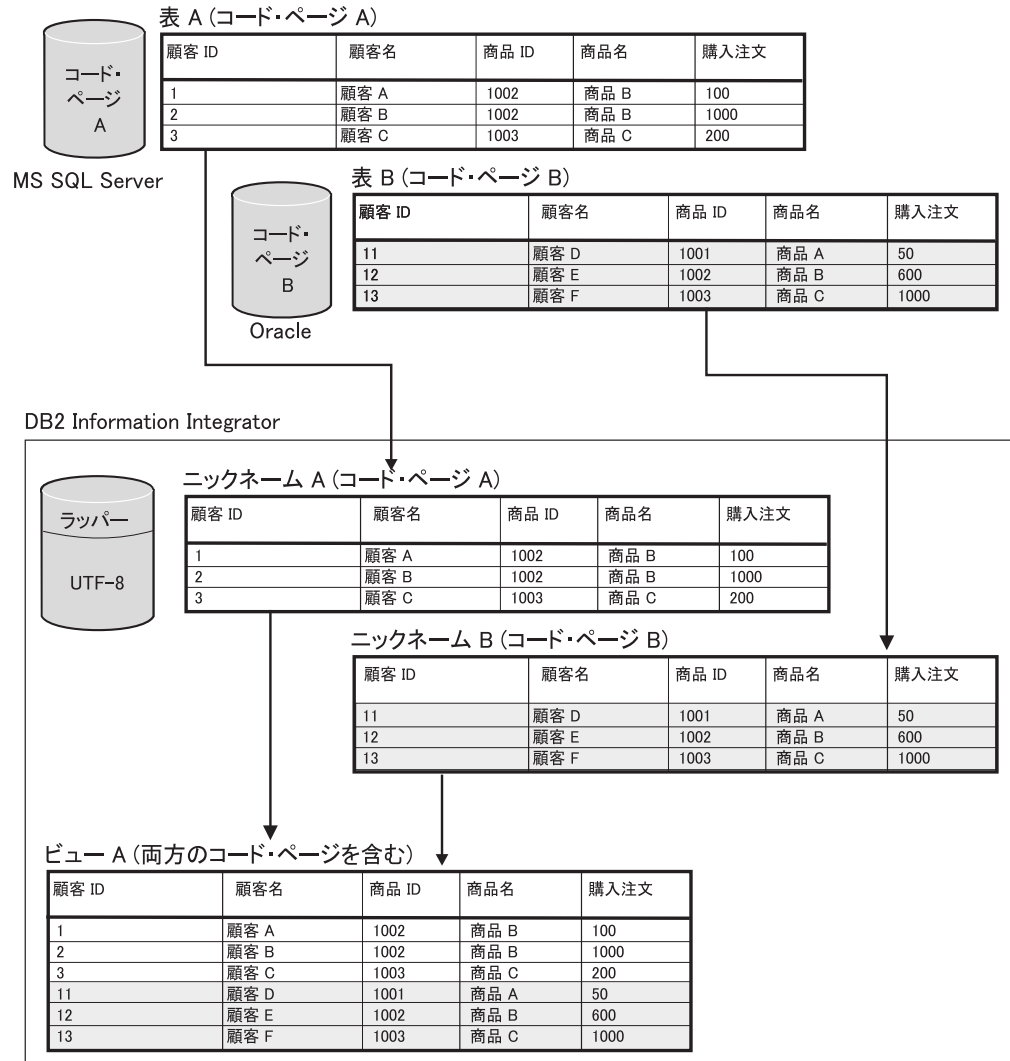 表 A (コード・ページ A)
コード・
ページ
A
MS SQL Server
顧客 ID 顧客名 商品 ID 商品名 購入注文
1 顧客 A 1002 商品 B 100
2 顧客 B 1002 商品 B 1000
3 顧客 C 1003 商品 C 200
表 B (コード・ページ B)
コード・
ページ
B
Oracle
顧客 ID 顧客名 商品 ID 商品名 購入注文
11 顧客 D 1001 商品 A 50
12 顧客 E 1002 商品 B 600
13 顧客 F 1003 商品 C 1000
DB2 Information Integrator
ラッパー
UTF-8
ニックネーム A (コード・ページ A)
顧客 ID 顧客名 商品 ID 商品名 購入注文
1 顧客 A 1002 商品 B 100
2 顧客 B 1002 商品 B 1000
3 顧客 C 1003 商品 C 200
ニックネーム B (コード・ページ B)
顧客 ID 顧客名 商品 ID 商品名 購入注文
11 顧客 D 1001 商品 A 50
12 顧客 E 1002 商品 B 600
13 顧客 F 1003 商品 C 1000
ビュー A (両方のコード・ページを含む)
顧客 ID 顧客名 商品 ID 商品名 購入注文
1 顧客 A 1002 商品 B 100
2 顧客 B 1002 商品 B 1000
3 顧客 C 1003 商品 C 200
11 顧客 D 1001 商品 A 50
12 顧客 E 1002 商品 B 600
13 顧客 F 1003 商品 C 1000